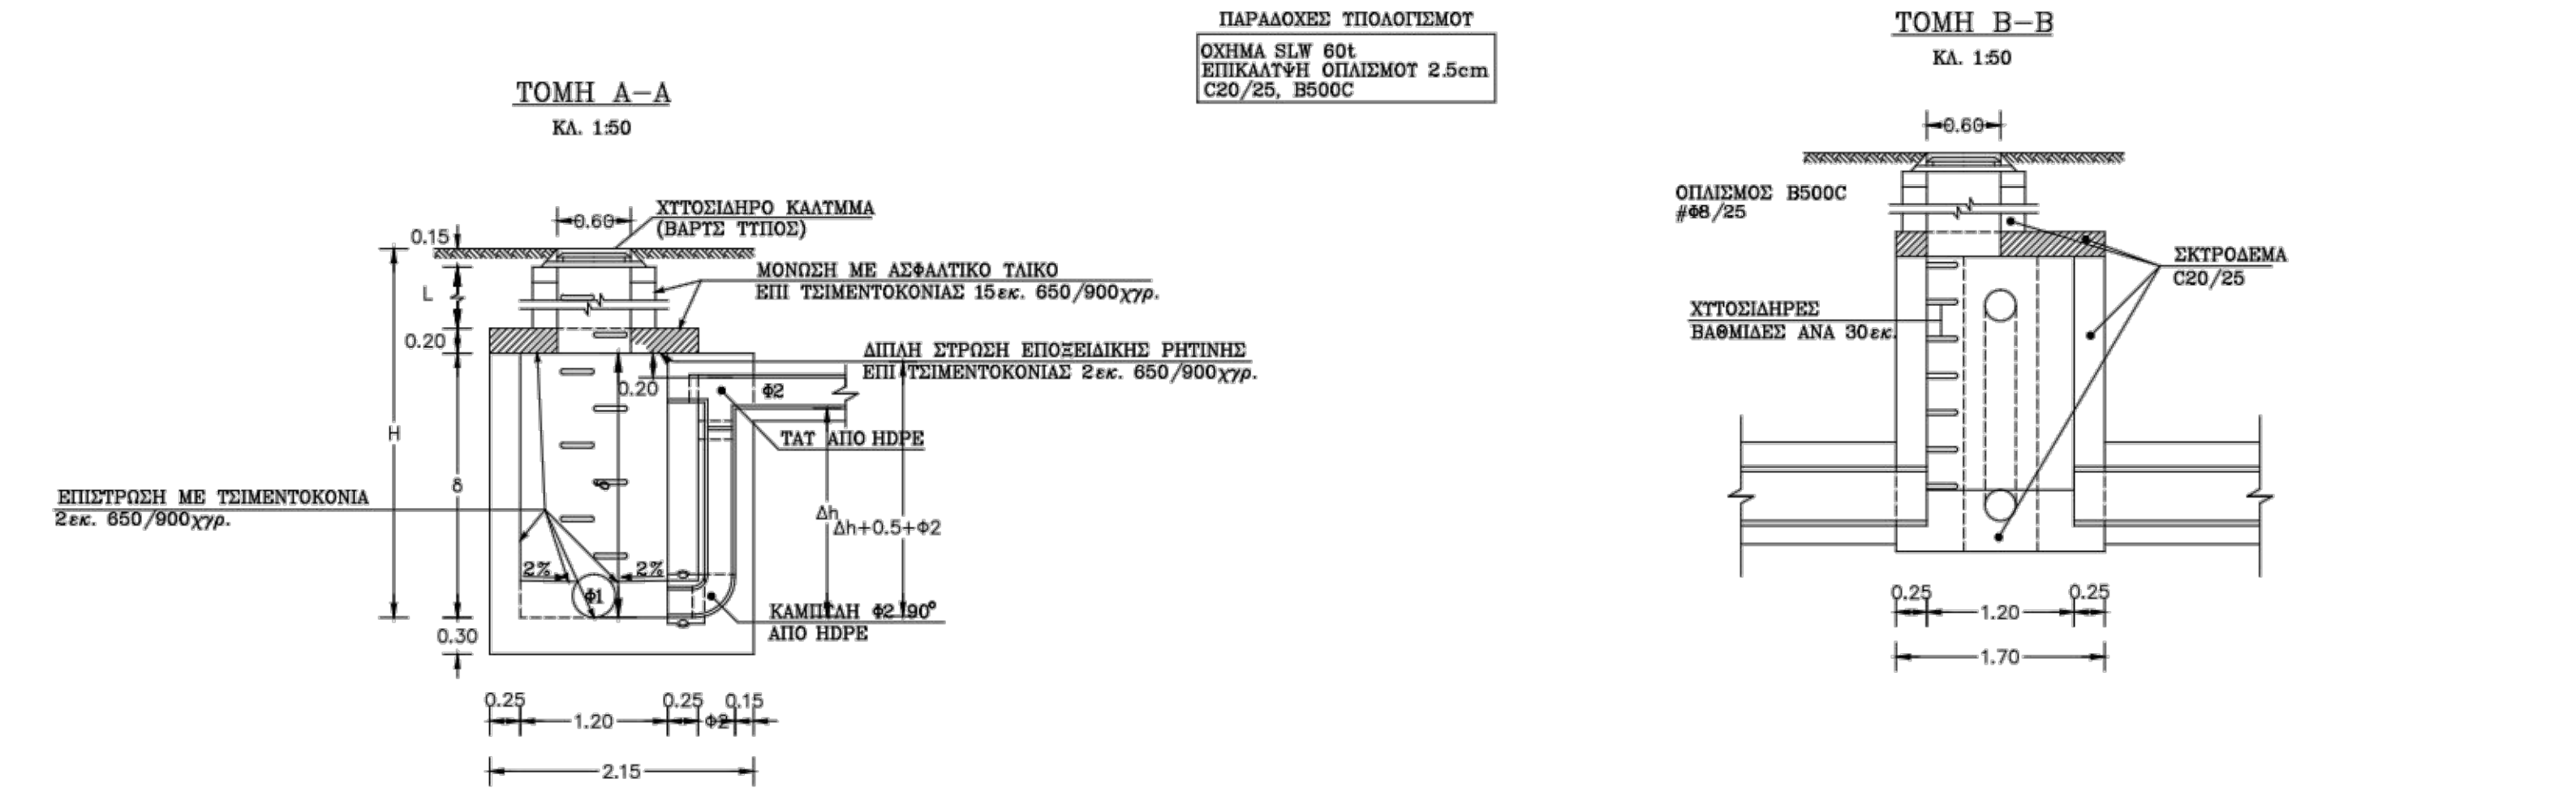 ΠΑΡΑΔΟΧΕΣ ΥΠΟΛΟΓΙΣΜΟΥ
ΟΧΗΜΑ SLW 60t
ΕΠΙΚΑΛΥΨΗ ΟΠΛΙΣΜΟΥ 2.5cm
C20/25, B500C
ΤΟΜΗ Α-Α
ΚΛ. 1:50
0.60
ΧΥΤΟΣΙΔΗΡΟ ΚΑΛΥΜΜΑ
(ΒΑΡΥΣ ΤΥΠΟΣ)
0.15
ΜΟΝΩΣΗ ΜΕ ΑΣΦΑΛΤΙΚΟ ΥΛΙΚΟ
ΕΠΙ ΤΣΙΜΕΝΤΟΚΟΝΙΑΣ 15εκ. 650/900χγρ.
L
0.20
ΔΙΠΛΗ ΣΤΡΩΣΗ ΕΠΟΞΕΙΔΙΚΗΣ ΡΗΤΙΝΗΣ
ΕΠΙ ΤΣΙΜΕΝΤΟΚΟΝΙΑΣ 2εκ. 650/900χγρ.
0.20
Φ2
Η
ΤΑΥ ΑΠΟ HDPE
δ
δ
ΕΠΙΣΤΡΩΣΗ ΜΕ ΤΣΙΜΕΝΤΟΚΟΝΙΑ
2εκ. 650/900χγρ.
Δh
Δh+0.5+Φ2
2%
2%
Φ1
ΚΑΜΠΥΛΗ Φ2 90°
ΑΠΟ HDPE
0.30
0.25
0.25
0.15
1.20
Φ2
2.15
ΤΟΜΗ Β-Β
ΚΛ. 1:50
0.60
ΟΠΛΙΣΜΟΣ B500C
#Φ8/25
ΣΚΥΡΟΔΕΜΑ
C20/25
ΧΥΤΟΣΙΔΗΡΕΣ
ΒΑΘΜΙΔΕΣ ΑΝΑ 30εκ.
0.25
0.25
1.20
1.70